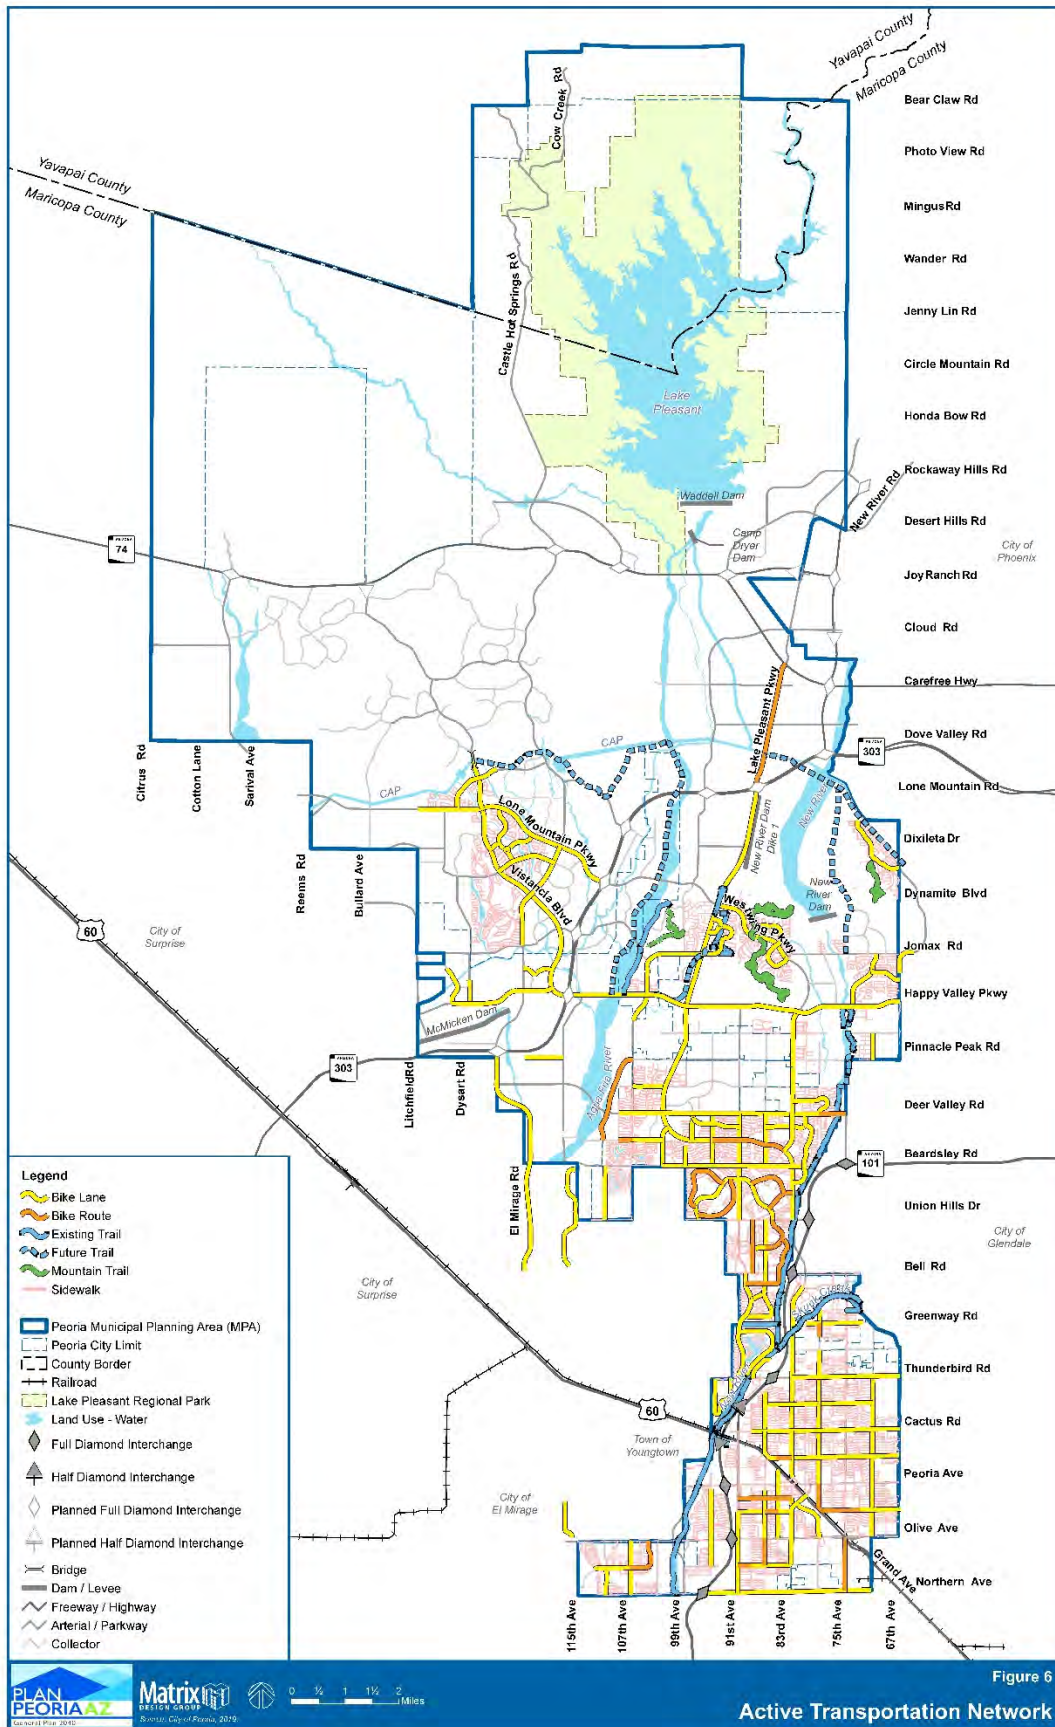 Yavapai County
Maricopa County
Yavapai County
Maricopa County
Cow Creek Rd
Castle Hot Springs Rd
Lake
Pleasant
Waddell Dam
Camp
Dryer
Dam
New River Rd
Bear Claw Rd
Photo View Rd
Mingus Rd
Wander Rd
Jenny Lin Rd
Circle Mountain Rd
Honda Bow Rd
Rockaway Hills Rd
Desert Hills Rd
City of
Phoenix
Joy Ranch Rd
Cloud Rd
Carefree Hwy
Dove Valley Rd
Lone Mountain Rd
Dixileta Dr
Dynamite Blvd
Jomax Rd
Happy Valley Pkwy
Pinnacle Peak Rd
Deer Valley Rd
Beardsley Rd
Union Hills Dr
City of
Glendale
Bell Rd
Greenway Rd
Thunderbird Rd
Cactus Rd
Peoria Ave
Olive Ave
Northern Ave
Grand Ave
74
303
303
101
60
60
Citrus Rd
Cotton Lane
Sarival Ave
Reems Rd
Bullard Ave
Litchfield Rd
Dysart Rd
El Mirage Rd
CAP
CAP
Lake Pleasant Pkwy
Lone Mountain Pkwy
Vistancia Blvd
Westwing Pkwy
New River Dam
Dike 1
New River
New
River
Dam
McMicken Dam
Agua Fria River
Skunk Creek
City of
Surprise
City of
Surprise
Town of
Youngtown
City of
El Mirage
115th Ave
107th Ave
99th Ave
91st Ave
83rd Ave
75th Ave
67th Ave
Legend
Bike Lane
Bike Route
Existing Trail
Future Trail
Mountain Trail
Sidewalk
Peoria Municipal Planning Area (MPA)
Peoria City Limit
County Border
Railroad
Lake Pleasant Regional Park
Land Use - Water
Full Diamond Interchange
Half Diamond Interchange
Planned Full Diamond Interchange
Planned Half Diamond Interchange
Bridge
Dam / Levee
Freeway / Highway
Arterial / Parkway
Collector
PLAN
PEORIA AZ
General Plan 2040
Matrix
DESIGN GROUP
Source: City of Peoria, 2019.
0 ½ 1 1½ 2
Miles
Figure 6
Active Transportation Network